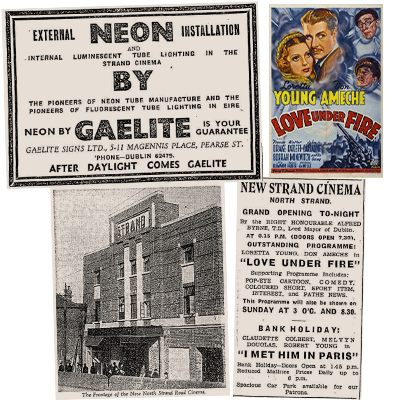 EXTERNAL NEON INSTALLATION
AND
INTERNAL LUMINESCENT TUBE LIGHTING IN THE
STRAND CINEMA
BY
THE PIONEERS OF NEON TUBE MANUFACTURE AND THE
PIONEERS OF FLUORESCENT TUBE LIGHTING IN EIRE
NEON BY GAELITE IS YOUR GUARANTEE
GAELITE SIGNS LTD., 5-11 MAGENNIS PLACE, PEARSE ST.
'PHONE—DUBLIN 62475.
AFTER DAYLIGHT COMES GAELITE
Loretta Don
YOUNG AMECHE
LOVE UNDER FIRE
STRAND
The Frontage of the New North Strand Road Cinema.
NEW STRAND CINEMA
NORTH STRAND.
GRAND OPENING TO-NIGHT
By the RIGHT HONOURABLE ALFRED
BYRNE, T.D., Lord Mayor of Dublin.
AT 8.15 P.M. (DOORS OPEN 7.30).
OUTSTANDING PROGRAMME:
LORETTA YOUNG, DON AMECHE IN
"LOVE UNDER FIRE"
Supporting Programme Includes:
POP-EYE CARTOON, COMEDY,
COLOURED SHORT, SPORT ITEM,
INTEREST, and PATHE NEWS.
This Programme will also be shown on
SUNDAY AT 3 O'C. AND 8.30.
BANK HOLIDAY:
CLAUDETTE COLBERT, MELVYN
DOUGLAS, ROBERT YOUNG in
"I MET HIM IN PARIS"
Bank Holiday—Doors Open at 1.45 p.m.
Reduced Matinee Prices Daily up to
6 p.m.
Spacious Car Park available for our
Patrons.